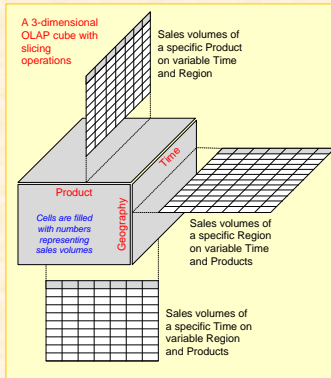 A 3-dimensional
OLAP cube with
slicing
operations
Sales volumes of
a specific Product
on variable Time
and Region
Product
Time
Geography
Cells are filled
with numbers
representing
sales volumes
Sales volumes of
a specific Region
on variable Time
and Products
Sales volumes of
a specific Time on
variable Region
and Products